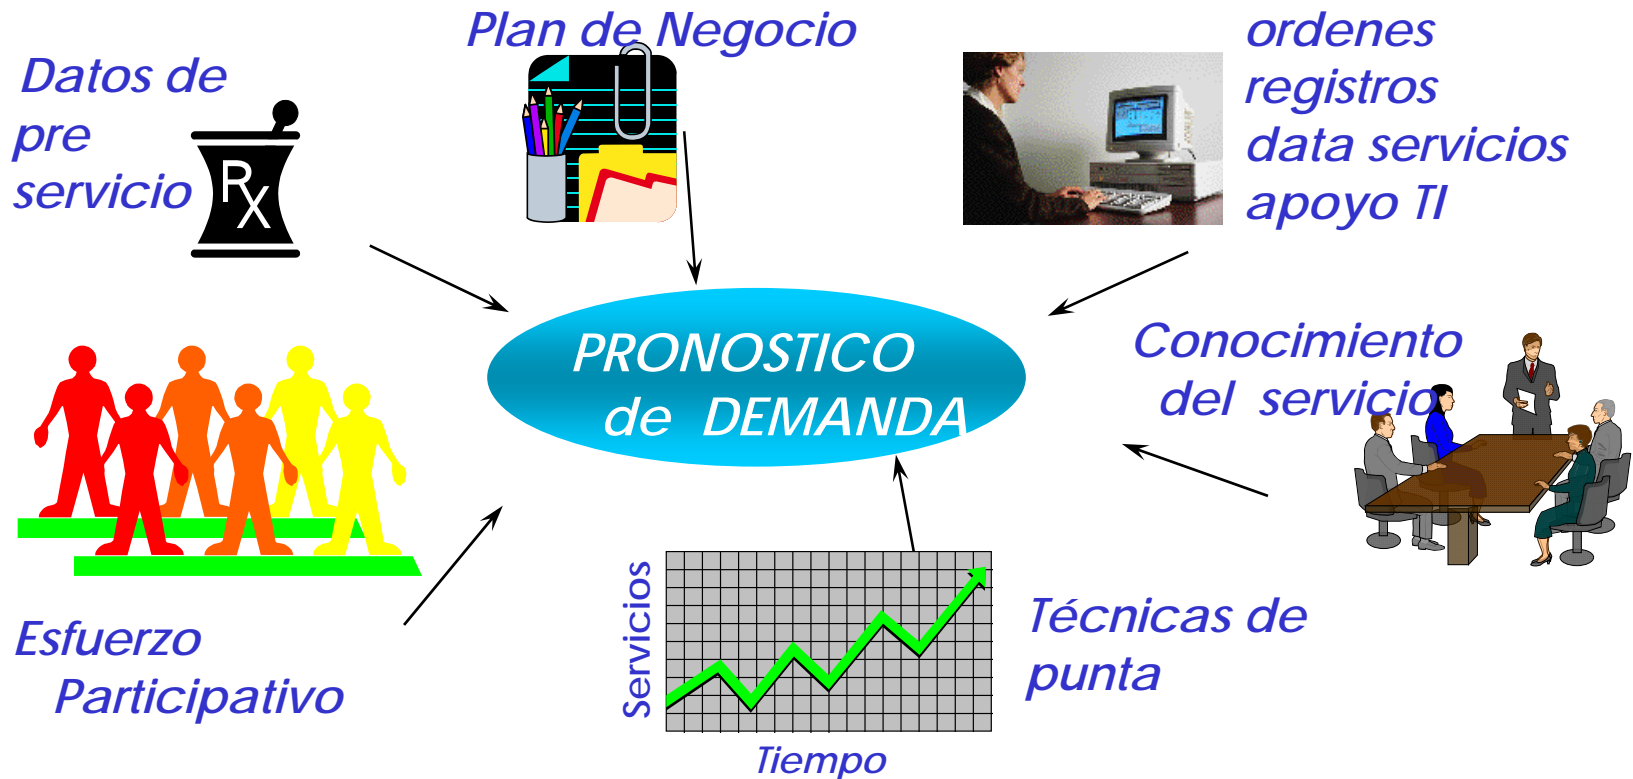 Plan de Negocio
Datos de
pre
servicio
RX
ordenes
registros
data servicios
apoyo TI
PRONOSTICO
de DEMANDA
Conocimiento
del servicio
Esfuerzo
Participativo
Servicios
Tiempo
Técnicas de
punta